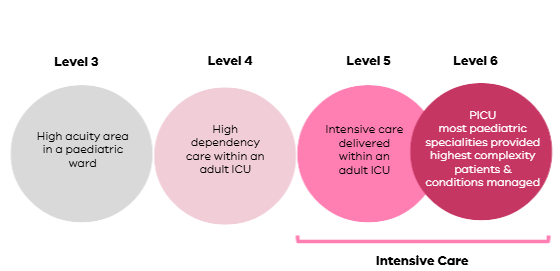 Level 3
Level 4
Level 5
Level 6
High acuity area
in a paediatric
ward
High
dependency
care within an
adult ICU
Intensive care
delivered
within an
adult ICU
PICU
most paediatric
specialities provided
highest complexity
patients &
conditions managed
Intensive Care